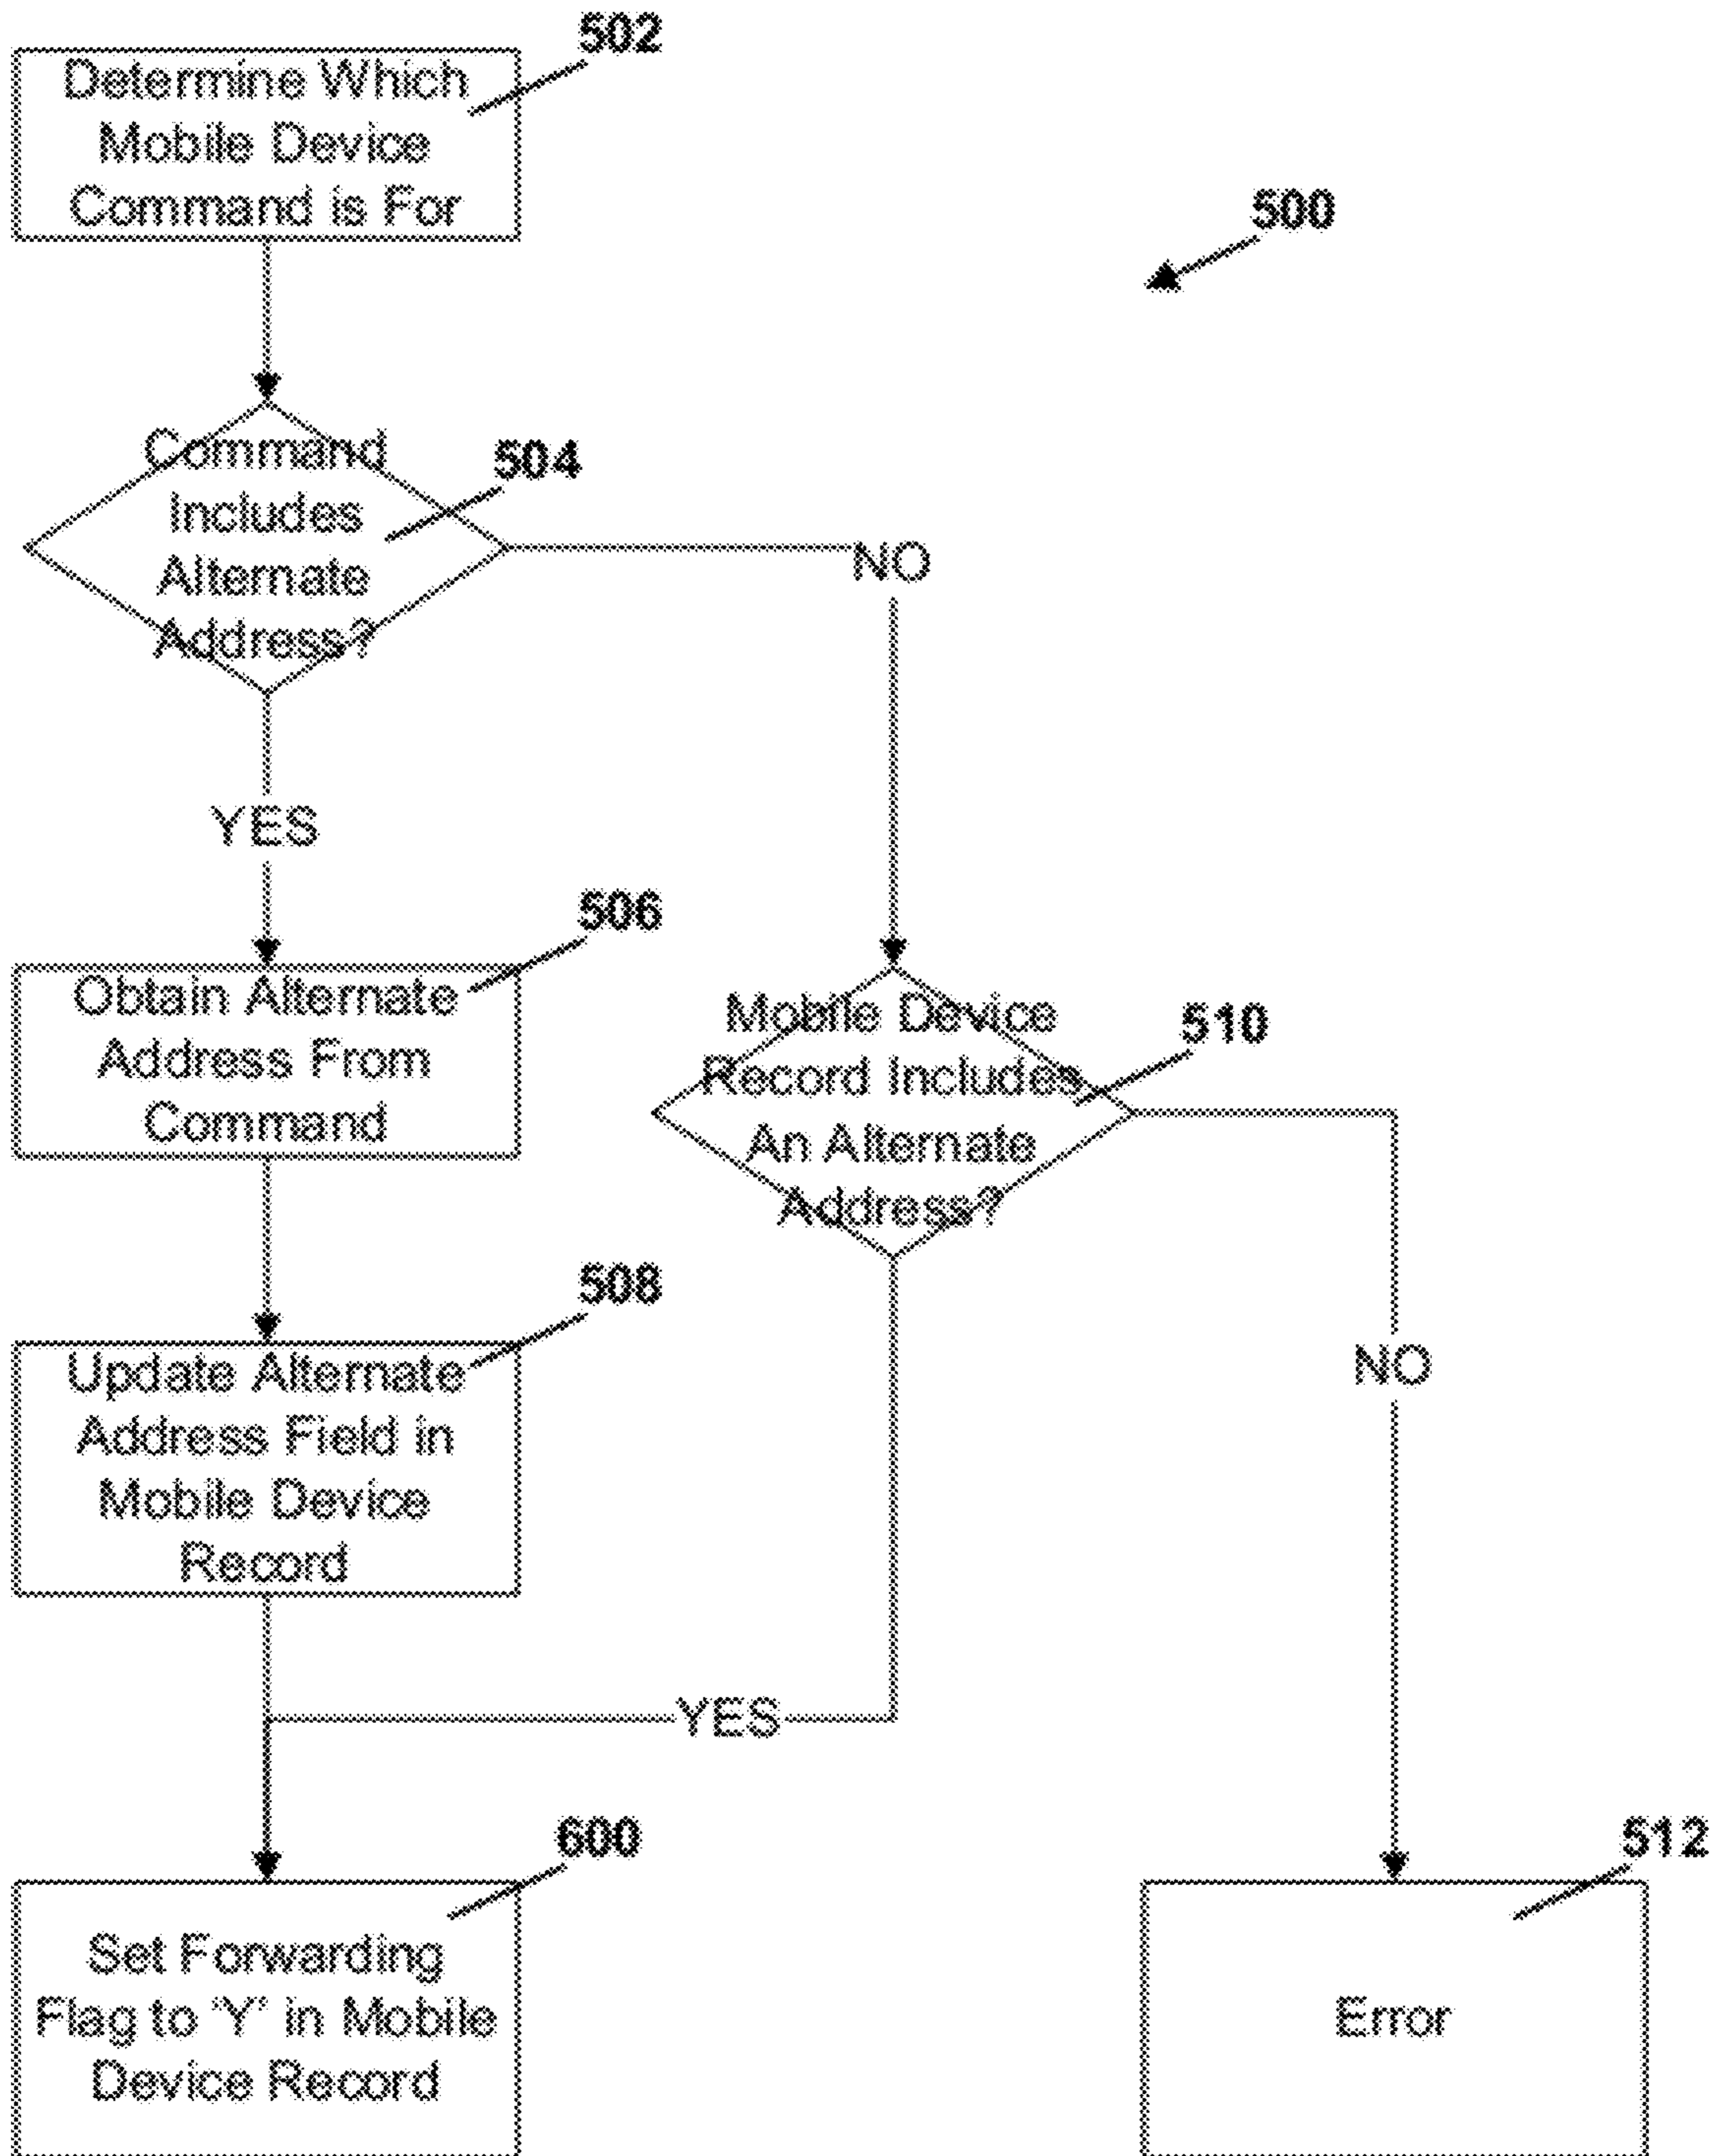 502
Determine Which
Mobile Device
Command is For
500
Command
Includes
Alternate
Address?
504
NO
YES
506
Obtain Alternate
Address From
Command
Mobile Device
Record Includes
An Alternate
Address?
510
508
Update Alternate
Address Field in
Mobile Device
Record
NO
YES
600
Set Forwarding
Flag to 'Y' in Mobile
Device Record
512
Error